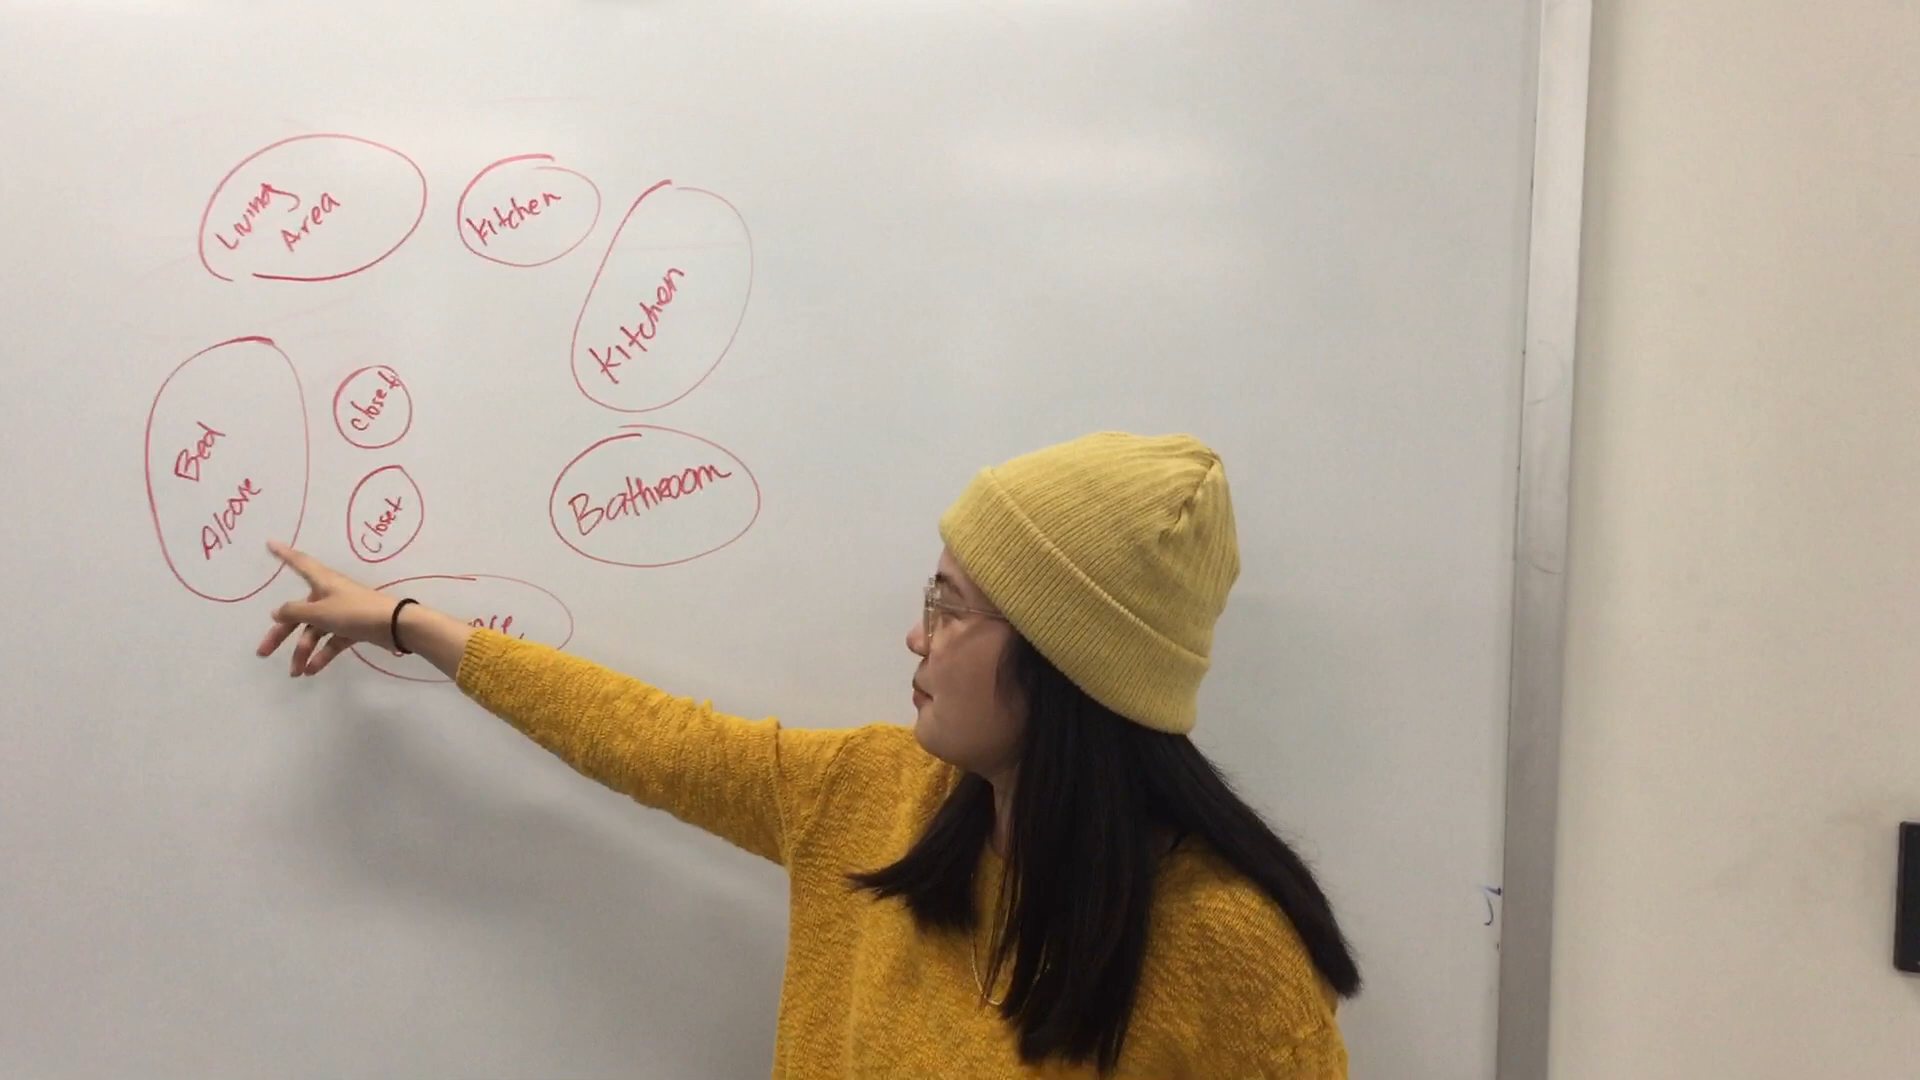 Living
Area
kitchen
kitchen
Bed
Alcove
closet
Closet
Bathroom